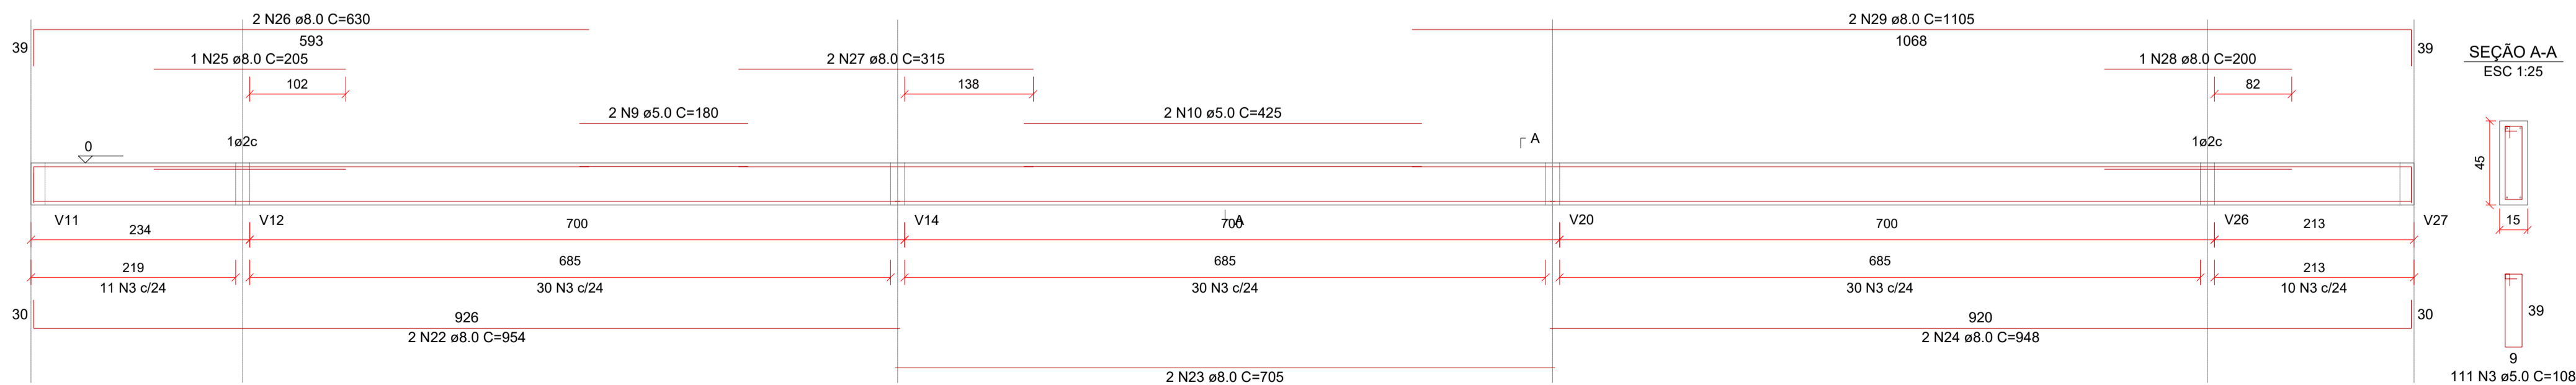 2 N26 ø8.0 C=630
2 N29 ø8.0 C=1105
39
593
1068
39
SEÇÃO A-A
ESC 1:25
1 N25 ø8.0 C=205
2 N27 ø8.0 C=315
1 N28 ø8.0 C=200
102
138
82
2 N9 ø5.0 C=180
2 N10 ø5.0 C=425
0
1ø2c
A
1ø2c
45
15
V11
V12
V14
A
V20
V26
V27
234
700
700
700
213
219
685
685
685
213
11 N3 c/24
30 N3 c/24
30 N3 c/24
30 N3 c/24
10 N3 c/24
30
926
920
30
39
2 N22 ø8.0 C=954
2 N24 ø8.0 C=948
9
2 N23 ø8.0 C=705
111 N3 ø5.0 C=108